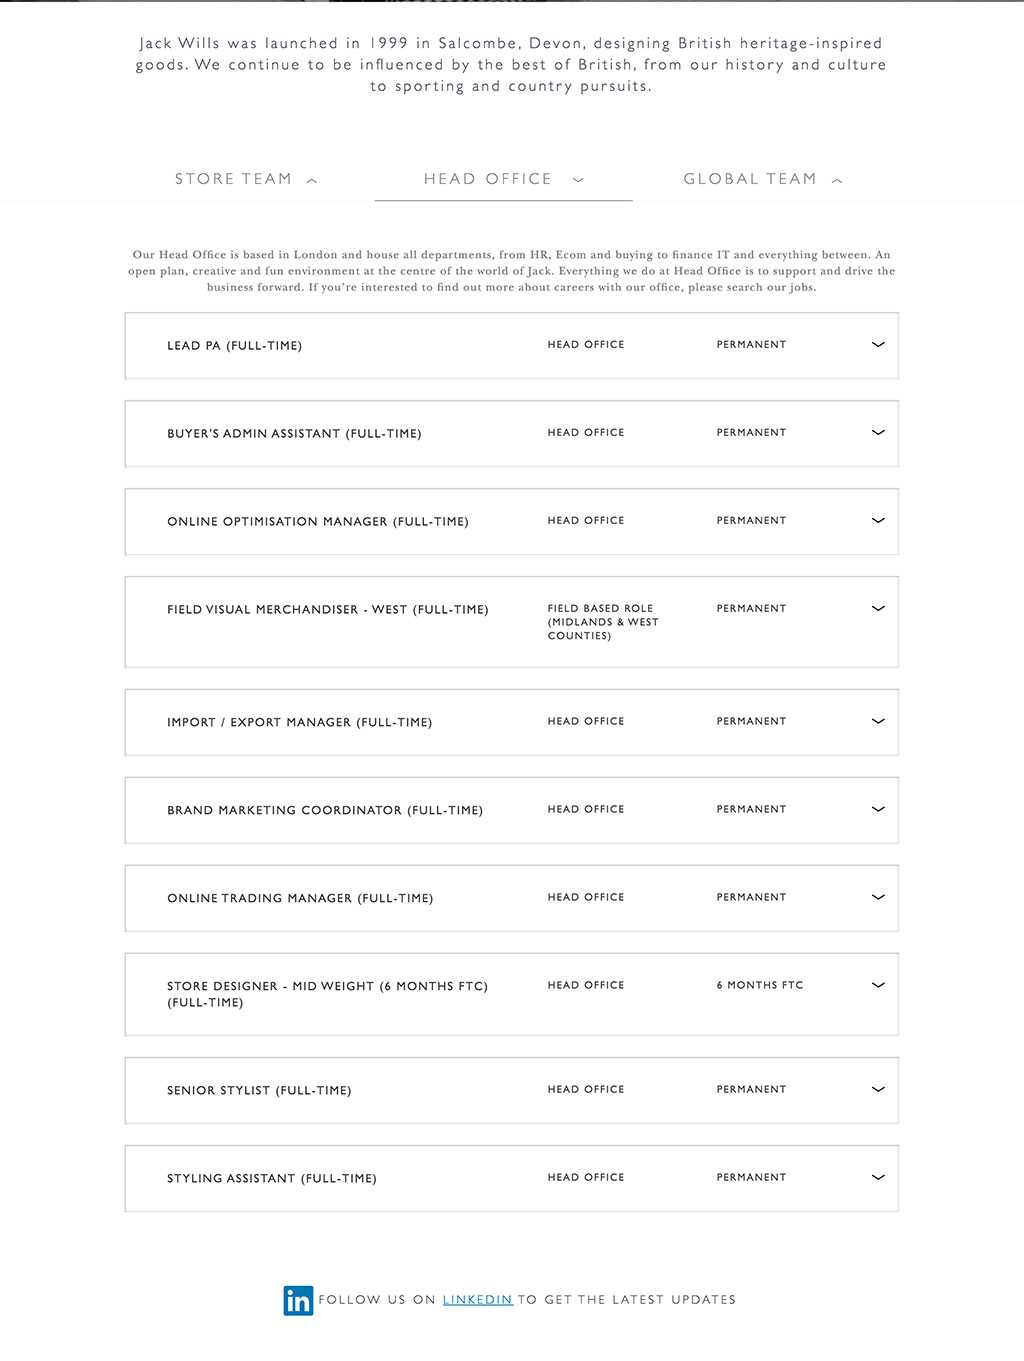 Jack Wills was launched in 1999 in Salcombe, Devon, designing British heritage-inspired
goods. We continue to be influenced by the best of British, from our history and culture
to sporting and country pursuits.
STORE TEAM HEAD OFFICE GLOBAL TEAM
Our Head Office is based in London and house all departments, from HR, Ecom and buying to finance IT and everything between. An
open plan, creative and fun environment at the centre of the world of Jack. Everything we do at Head Office is to support and drive the
business forward. If you're interested to find out more about careers with our office, please search our jobs.
LEAD PA (FULL-TIME) HEAD OFFICE PERMANENT
BUYER'S ADMIN ASSISTANT (FULL-TIME) HEAD OFFICE PERMANENT
ONLINE OPTIMISATION MANAGER (FULL-TIME) HEAD OFFICE PERMANENT
FIELD VISUAL MERCHANDISER - WEST (FULL-TIME) FIELD BASED ROLE PERMANENT
(MIDLANDS & WEST
COUNTIES)
IMPORT / EXPORT MANAGER (FULL-TIME) HEAD OFFICE PERMANENT
BRAND MARKETING COORDINATOR (FULL-TIME) HEAD OFFICE PERMANENT
ONLINE TRADING MANAGER (FULL-TIME) HEAD OFFICE PERMANENT
STORE DESIGNER - MID WEIGHT (6 MONTHS FTC) HEAD OFFICE 6 MONTHS FTC
(FULL-TIME)
SENIOR STYLIST (FULL-TIME) HEAD OFFICE PERMANENT
STYLING ASSISTANT (FULL-TIME) HEAD OFFICE PERMANENT
in FOLLOW US ON LINKEDIN TO GET THE LATEST UPDATES